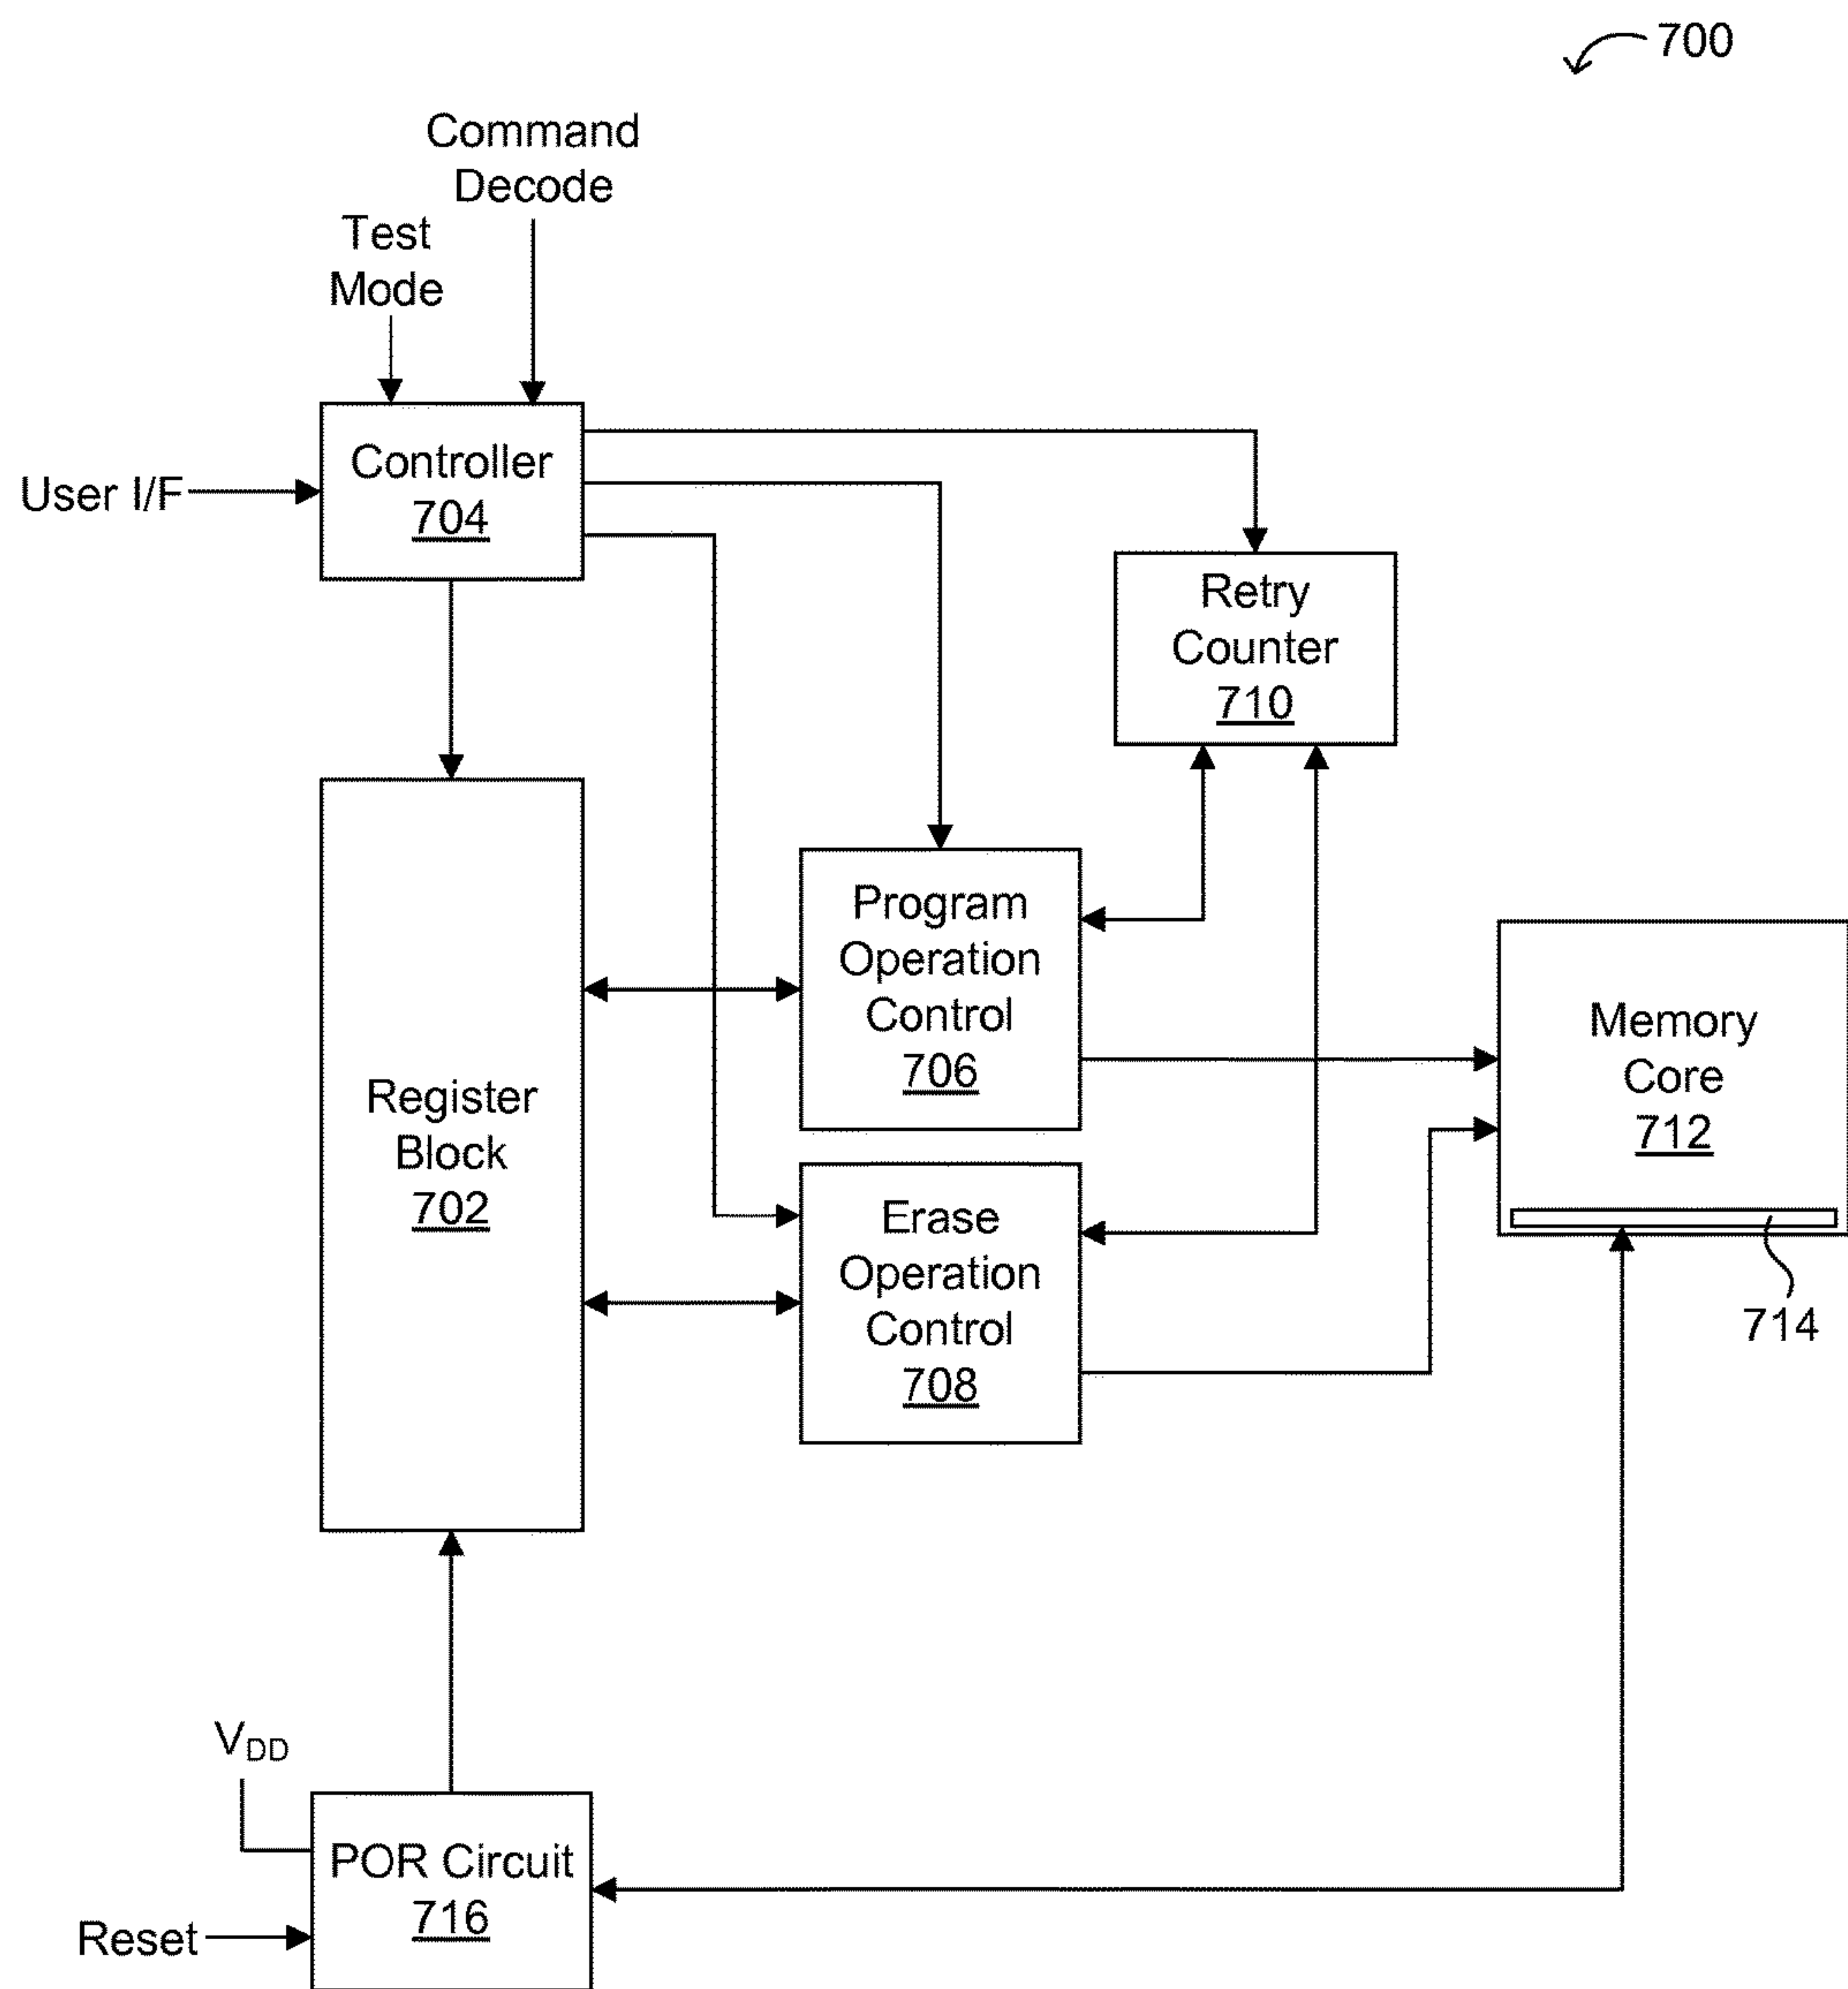 700
Command
Decode
Test
Mode
Controller
704
User I/F
Retry
Counter
710
Program
Operation
Control
706
Memory
Core
712
Register
Block
702
Erase
Operation
Control
708
714
VDD
POR Circuit
716
Reset